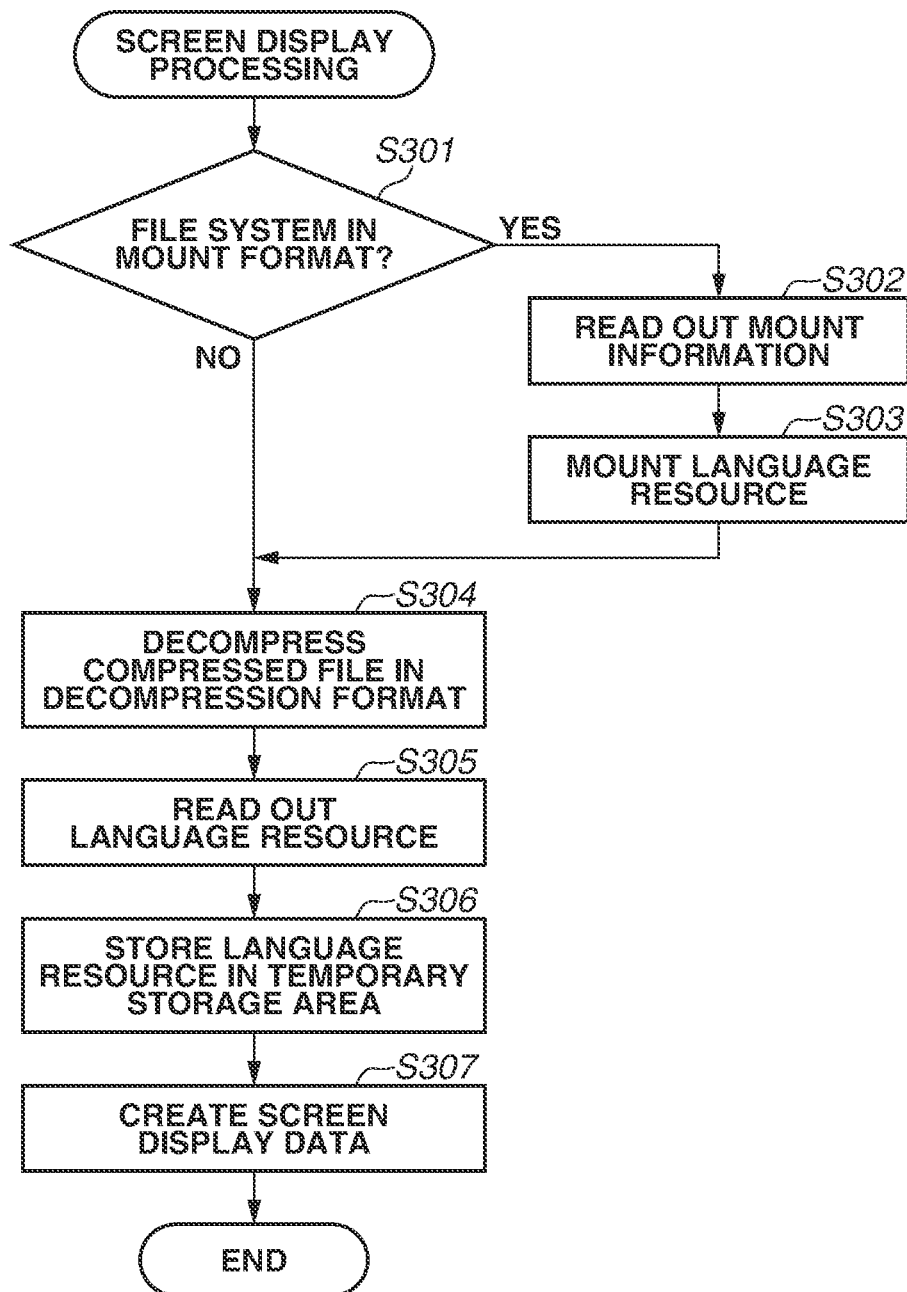 SCREEN DISPLAY
PROCESSING
S301
FILE SYSTEM IN
MOUNT FORMAT?
YES
NO
S302
READ OUT MOUNT
INFORMATION
S303
MOUNT LANGUAGE
RESOURCE
S304
DECOMPRESS
COMPRESSED FILE IN
DECOMPRESSION FORMAT
S305
READ OUT
LANGUAGE RESOURCE
S306
STORE LANGUAGE
RESOURCE IN TEMPORARY
STORAGE AREA
S307
CREATE SCREEN
DISPLAY DATA
END